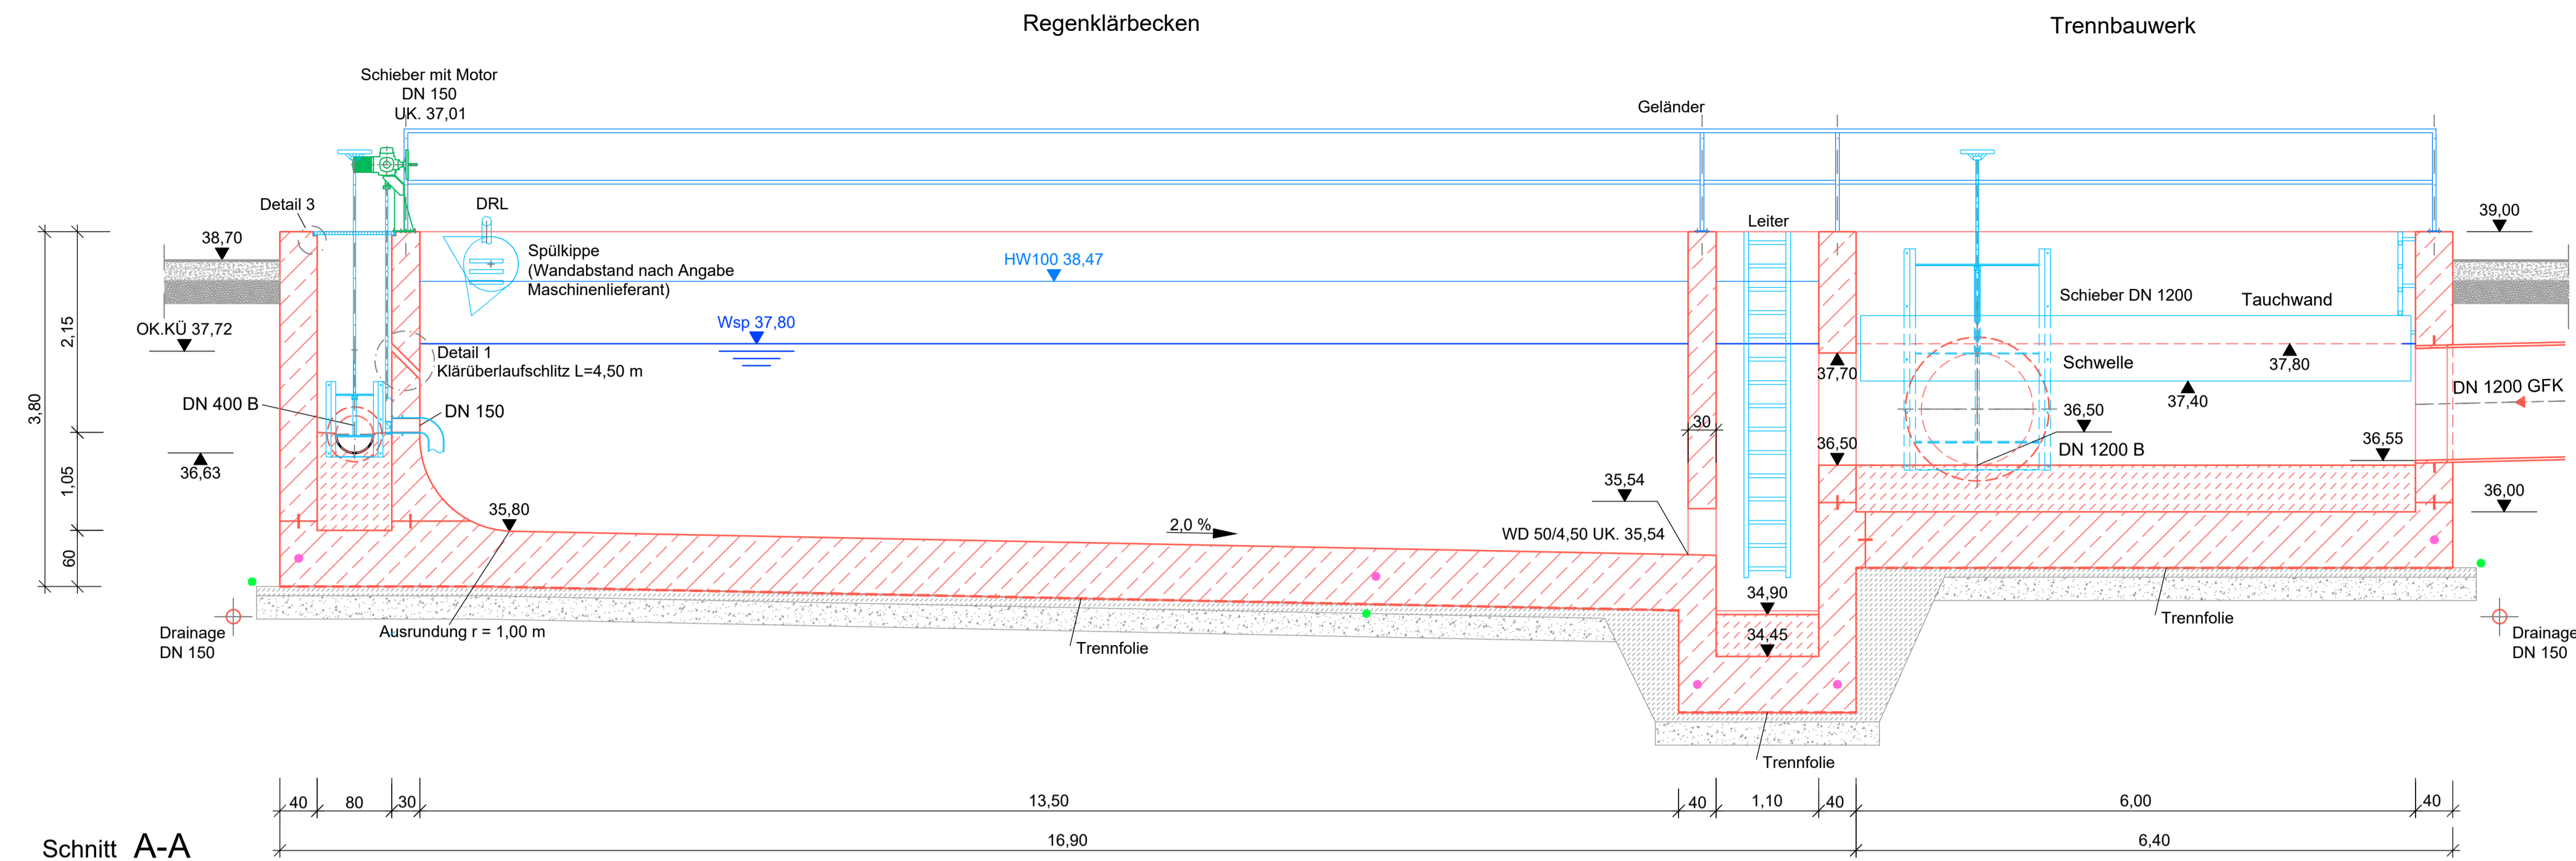 Regenklärbecken
Trennbauwerk
Schieber mit Motor
DN 150
UK. 37,01
Geländer
Detail 3
DRL
Leiter
39,00
38,70
Spülkippe
(Wandabstand nach Angabe
Maschinenlieferant)
HW100 38,47
Schieber DN 1200
Tauchwand
OK.KÜ 37,72
Wsp 37,80
2,15
Detail 1
Klärüberlaufschlitz L=4,50 m
37,70
Schwelle
37,80
DN 1200 GFK
3,80
DN 400 B
DN 150
37,40
36,50
30
36,63
36,50
DN 1200 B
36,55
1,05
35,80
35,54
36,00
2,0 %
WD 50/4,50 UK. 35,54
60
34,90
34,45
Drainage
DN 150
Ausrundung r = 1,00 m
Trennfolie
Trennfolie
Drainage
DN 150
Trennfolie
40
80
30
13,50
40
1,10
40
6,00
40
16,90
6,40
Schnitt A-A